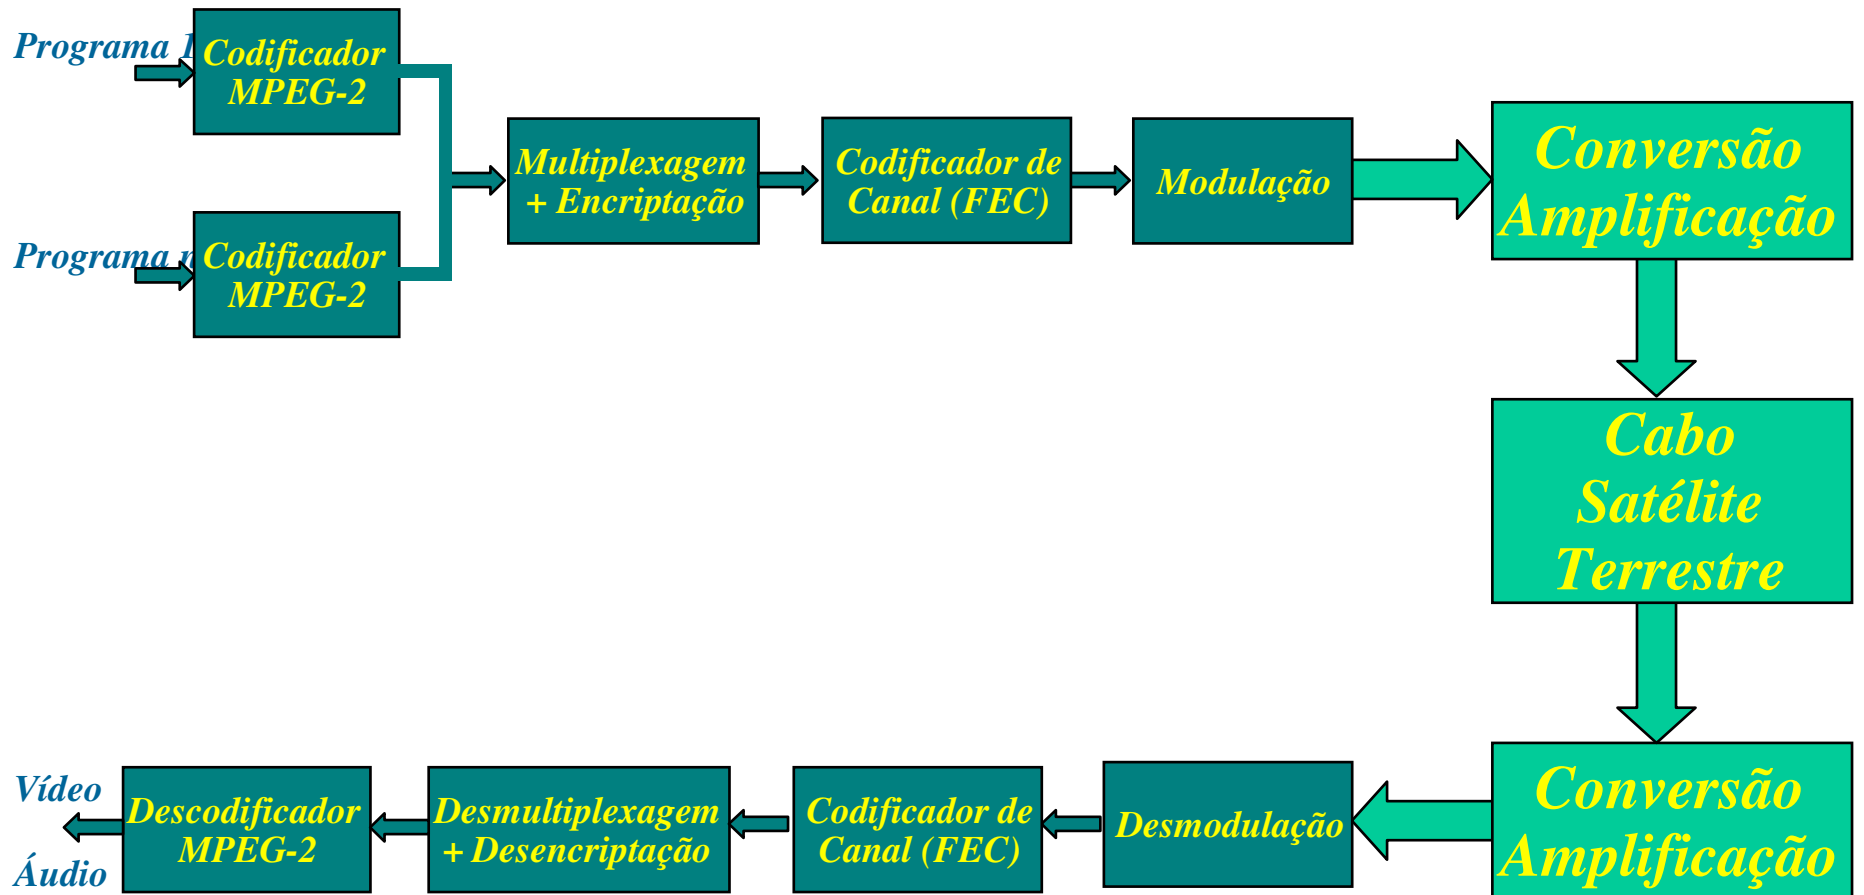 Programa 1
Codificador
MPEG-2
Programa n
Codificador
MPEG-2
Multiplexagem
+ Encriptação
Codificador de
Canal (FEC)
Modulação
Conversão
Amplificação
Cabo
Satélite
Terrestre
Conversão
Amplificação
Desmodulação
Codificador de
Canal (FEC)
Desmultiplexagem
+ Desencriptação
Descodificador
MPEG-2
Vídeo
Áudio